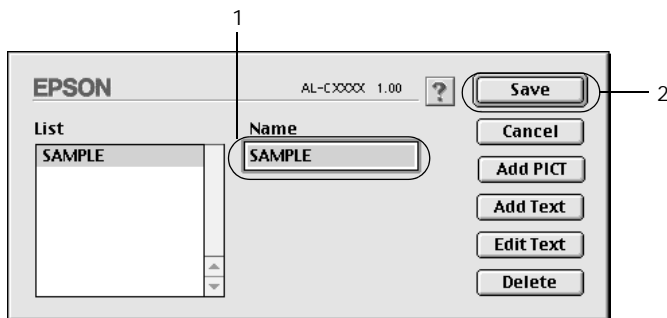 1
EPSON
AL-CXXXX 1.00
?
Save
2
List
Name
Cancel
SAMPLE
SAMPLE
Add PICT
Add Text
Edit Text
Delete